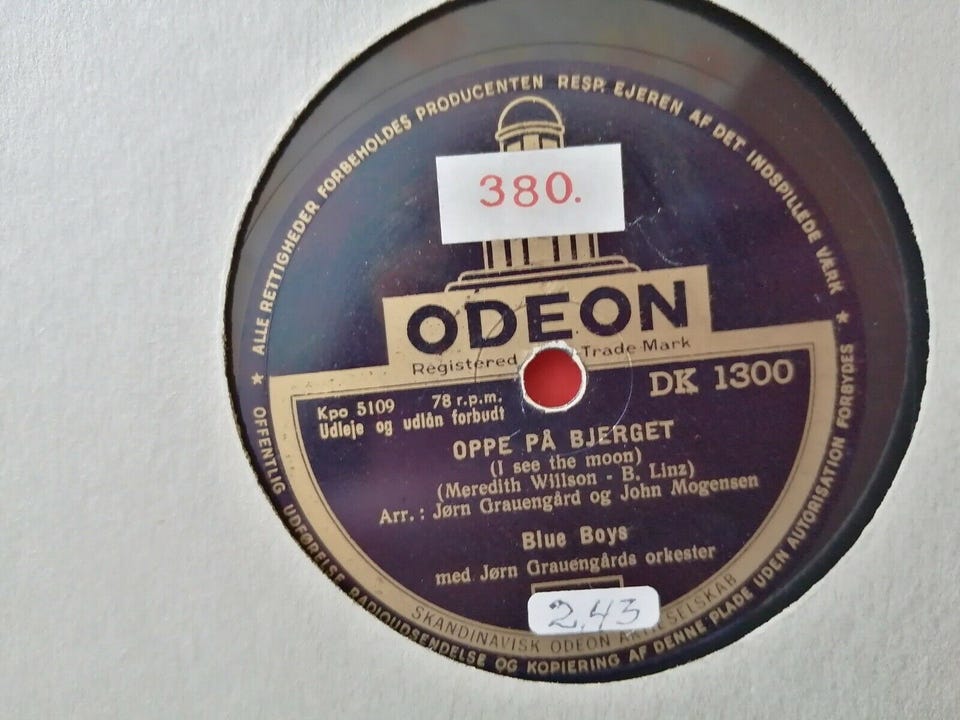 ALLE RETTIGHEDER FORBEHOLDES PRODUCENTEN RESP. EJEREN AF DET INDSPILLEDE VÆRK ★
380.
ODEON
Registered Trade Mark
Kpo 5109 78 r.p.m. DK 1300
Udleje og udlån forbudt
OPPE PÅ BJERGET
(I see the moon)
(Meredith Willson - B. Linz)
Arr.: Jørn Grauengård og John Mogensen
Blue Boys
med Jørn Grauengårds orkester
2,43
SKANDINAVISK ODEON AKTIESELSKAB
★ OFFENTLIG UDFØRELSE RADIOUDSENDELSE OG KOPIERING AF DENNE PLADE UDEN AUTORISATION FORBYDES